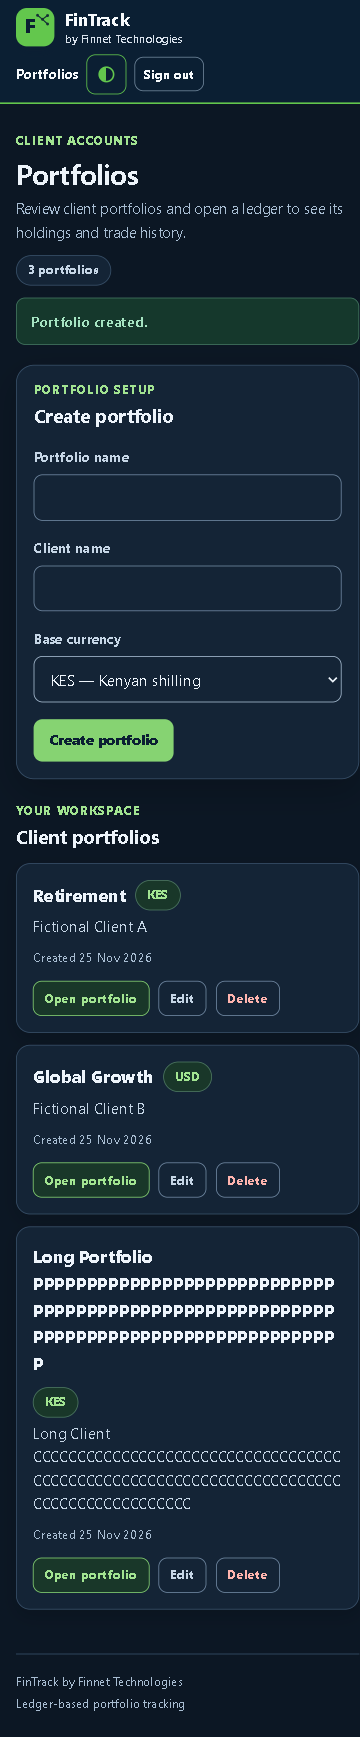 F
FinTrack
by Finnet Technologies
Portfolios
Sign out
CLIENT ACCOUNTS
Portfolios
Review client portfolios and open a ledger to see its
holdings and trade history.
3 portfolios
Portfolio created.
PORTFOLIO SETUP
Create portfolio
Portfolio name
Client name
Base currency
KES — Kenyan shilling
Create portfolio
YOUR WORKSPACE
Client portfolios
Retirement KES
Fictional Client A
Created 25 Nov 2026
Open portfolio Edit Delete
Global Growth USD
Fictional Client B
Created 25 Nov 2026
Open portfolio Edit Delete
Long Portfolio
PPPPPPPPPPPPPPPPPPPPPPPPPPPP
PPPPPPPPPPPPPPPPPPPPPPPPPPPP
PPPPPPPPPPPPPPPPPPPPPPPPPPPP
P
KES
Long Client
CCCCCCCCCCCCCCCCCCCCCCCCCCCCCCCCCCC
CCCCCCCCCCCCCCCCCCCCCCCCCCCCCCCCCCC
CCCCCCCCCCCCCCCCCC
Created 25 Nov 2026
Open portfolio Edit Delete
FinTrack by Finnet Technologies
Ledger-based portfolio tracking